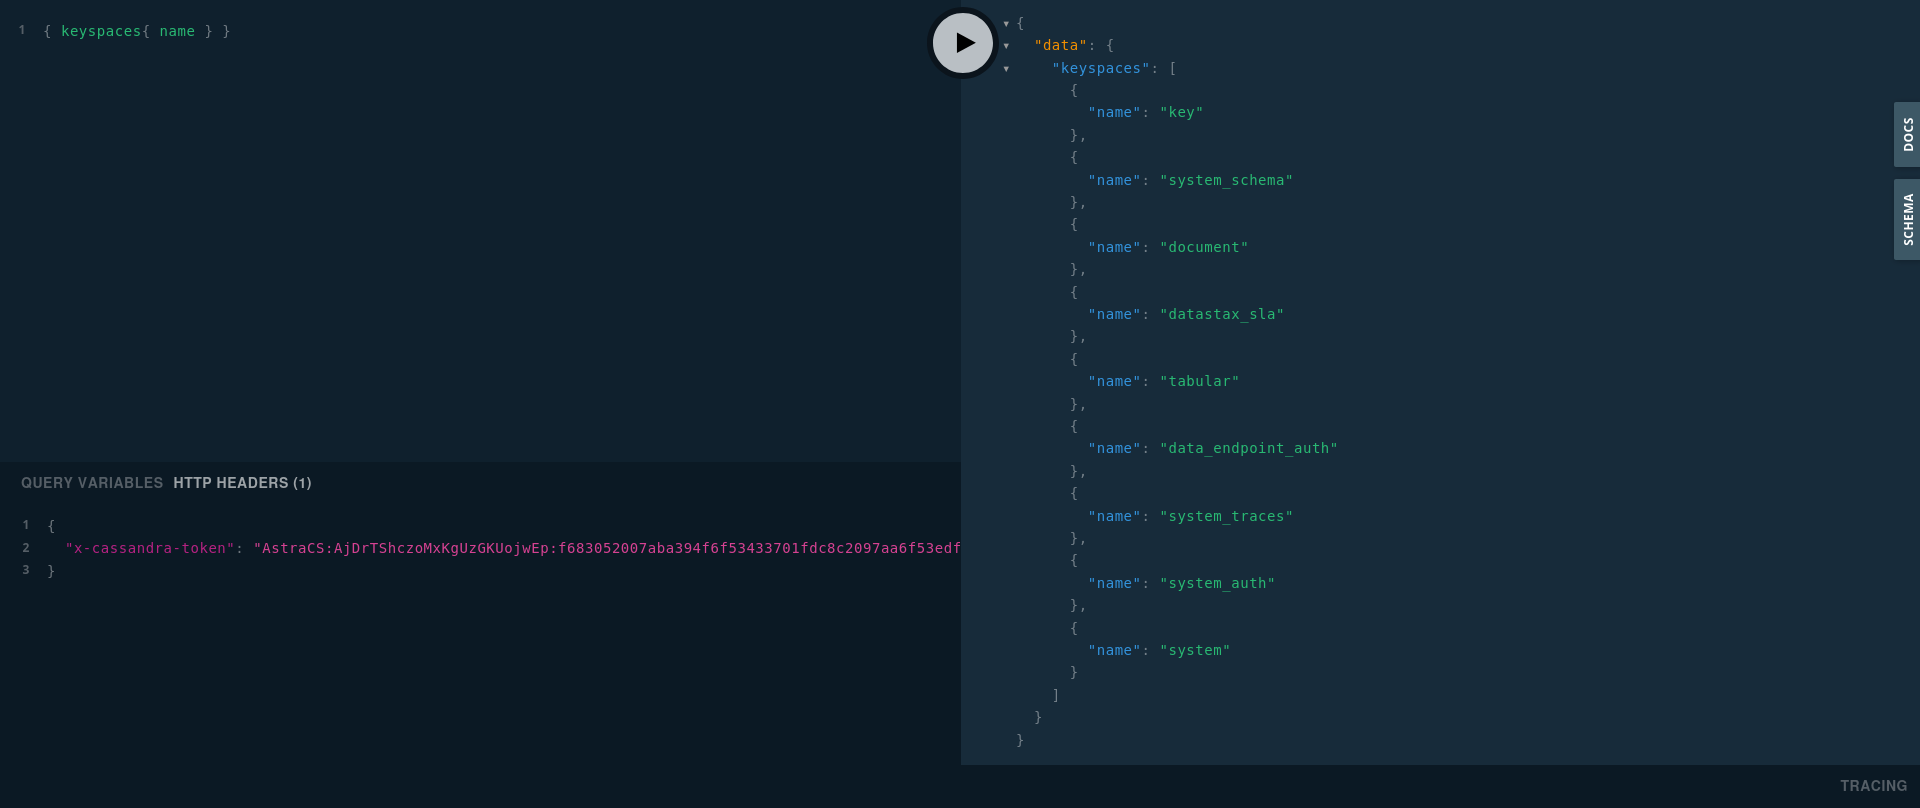 1 { keyspaces{ name } }
QUERY VARIABLES HTTP HEADERS (1)
1 {
2 "x-cassandra-token": "AstraCS:AjDrTShczoMxKgUzGKUojwEp:f683052007aba394f6f53433701fdc8c2097aa6f53edf
3 }
{
"data": {
"keyspaces": [
{
"name": "key"
},
{
"name": "system_schema"
},
{
"name": "document"
},
{
"name": "datastax_sla"
},
{
"name": "tabular"
},
{
"name": "data_endpoint_auth"
},
{
"name": "system_traces"
},
{
"name": "system_auth"
},
{
"name": "system"
}
]
}
}
DOCS
SCHEMA
TRACING